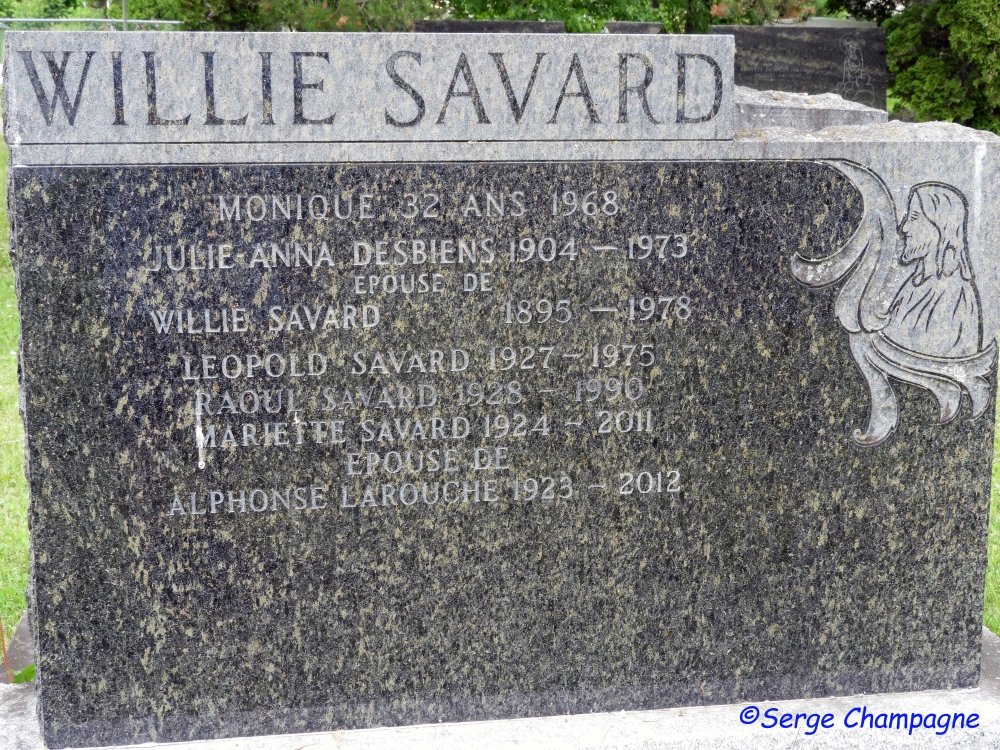 WILLIE SAVARD
MONIQUE 32 ANS 1968
JULIE-ANNA DESBIENS 1904 - 1973
EPOUSE DE
WILLIE SAVARD 1895 - 1978
LEOPOLD SAVARD 1927 - 1975
RAOUL SAVARD 1928 - 1990
MARIETTE SAVARD 1924 - 2011
EPOUSE DE
ALPHONSE LAROUCHE 1923 - 2012
©Serge Champagne